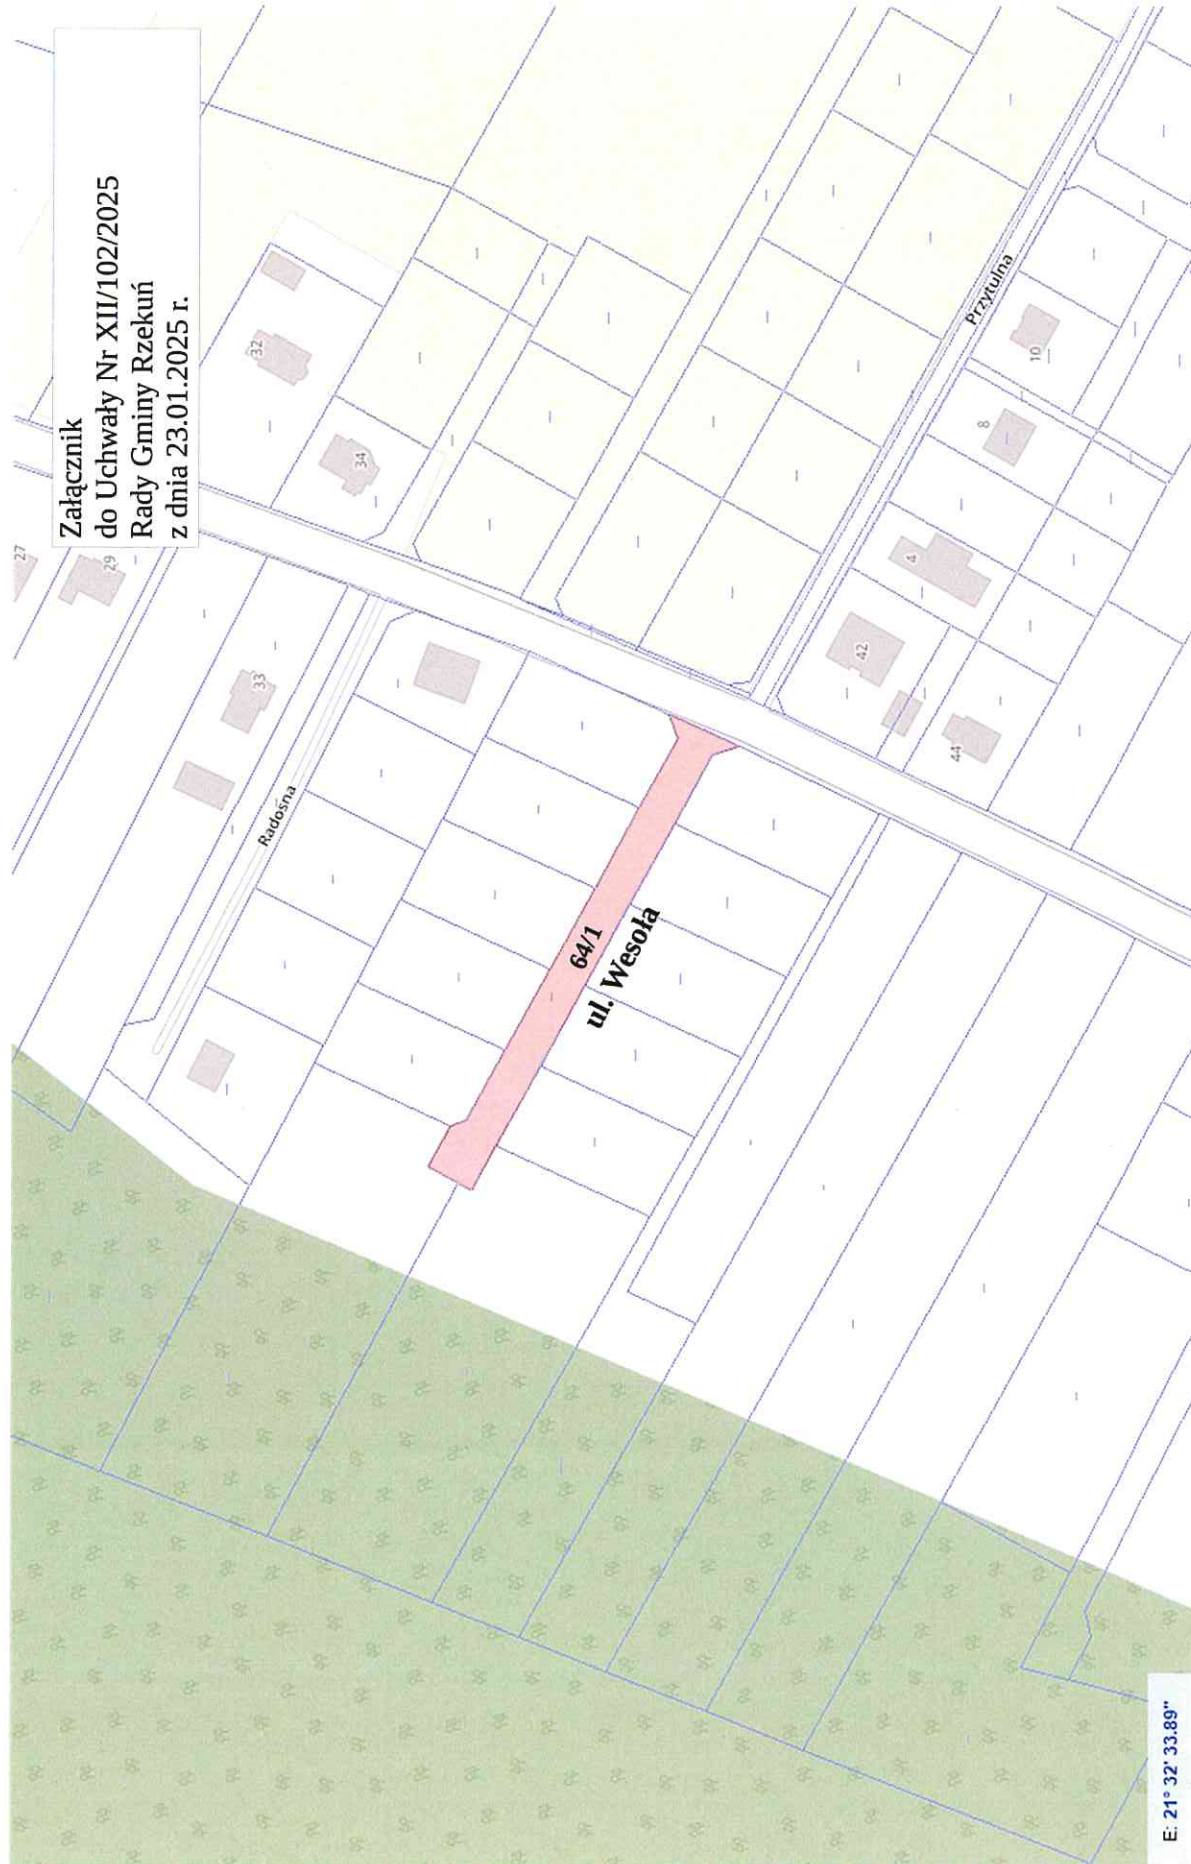 Załącznik
do Uchwały Nr XII/102/2025
Rady Gminy Rzekuń
z dnia 23.01.2025 r.
27
29
32
34
33
Radośna
Przytulna
10
8
4
42
44
64/1
ul. Wesoła
E: 21° 32' 33.89"